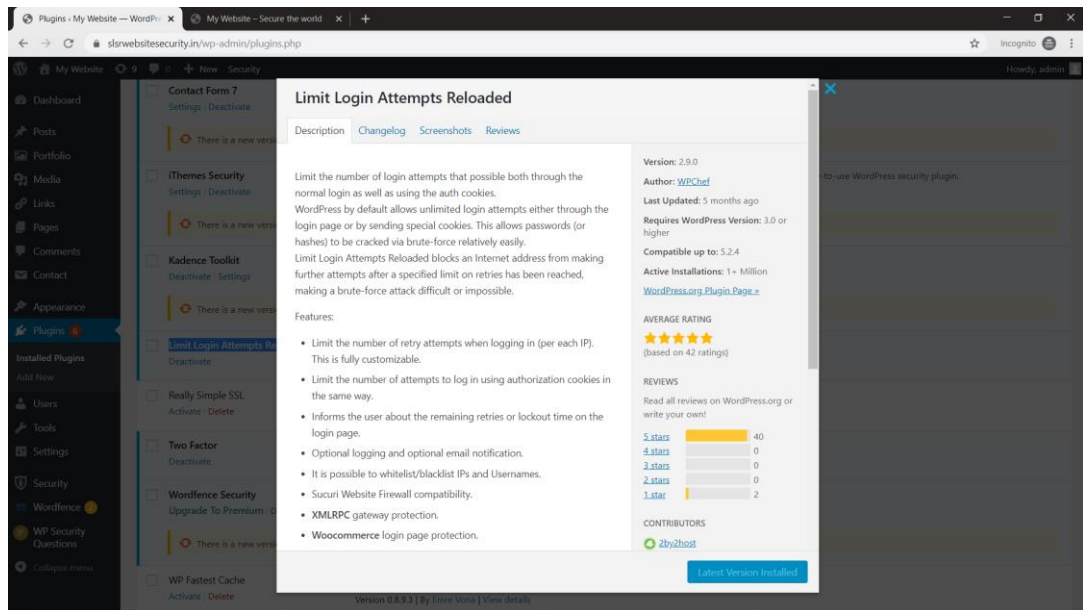 Plugins ‹ My Website — WordPr
My Website – Secure the world
slsrwebsitesecurity.in/wp-admin/plugins.php
Incognito
My Website 9 0 + New Security
Howdy, admin
Dashboard
Posts
Portfolio
Media
Links
Pages
Comments
Contact
Appearance
Plugins 6
Installed Plugins
Add New
Users
Tools
Settings
Security
Wordfence 2
WP Security
Questions
Collapse menu
Contact Form 7
Settings | Deactivate
There is a new versi
iThemes Security
Settings | Deactivate
-to-use WordPress security plugin.
There is a new versi
Kadence Toolkit
Deactivate | Settings
There is a new versi
Limit Login Attempts Re
Deactivate
Really Simple SSL
Activate | Delete
Two Factor
Deactivate
Wordfence Security
Upgrade To Premium | D
There is a new versi
WP Fastest Cache
Activate | Delete
Version 0.8.9.3 | By Emre Vona | View details
Limit Login Attempts Reloaded
Description Changelog Screenshots Reviews
Limit the number of login attempts that possible both through the
normal login as well as using the auth cookies.
WordPress by default allows unlimited login attempts either through the
login page or by sending special cookies. This allows passwords (or
hashes) to be cracked via brute-force relatively easily.
Limit Login Attempts Reloaded blocks an Internet address from making
further attempts after a specified limit on retries has been reached,
making a brute-force attack difficult or impossible.
Features:
• Limit the number of retry attempts when logging in (per each IP).
This is fully customizable.
• Limit the number of attempts to log in using authorization cookies in
the same way.
• Informs the user about the remaining retries or lockout time on the
login page.
• Optional logging and optional email notification.
• It is possible to whitelist/blacklist IPs and Usernames.
• Sucuri Website Firewall compatibility.
• XMLRPC gateway protection.
• Woocommerce login page protection.
Version: 2.9.0
Author: WPChef
Last Updated: 5 months ago
Requires WordPress Version: 3.0 or
higher
Compatible up to: 5.2.4
Active Installations: 1+ Million
WordPress.org Plugin Page »
AVERAGE RATING
(based on 42 ratings)
REVIEWS
Read all reviews on WordPress.org or
write your own!
5 stars 40
4 stars 0
3 stars 0
2 stars 0
1 star 2
CONTRIBUTORS
2by2host
Latest Version Installed